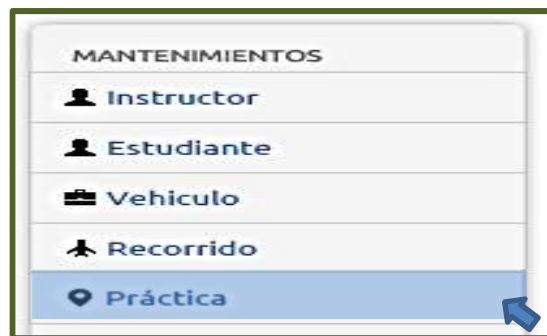 MANTENIMIENTOS
Instructor
Estudiante
Vehiculo
Recorrido
Práctica